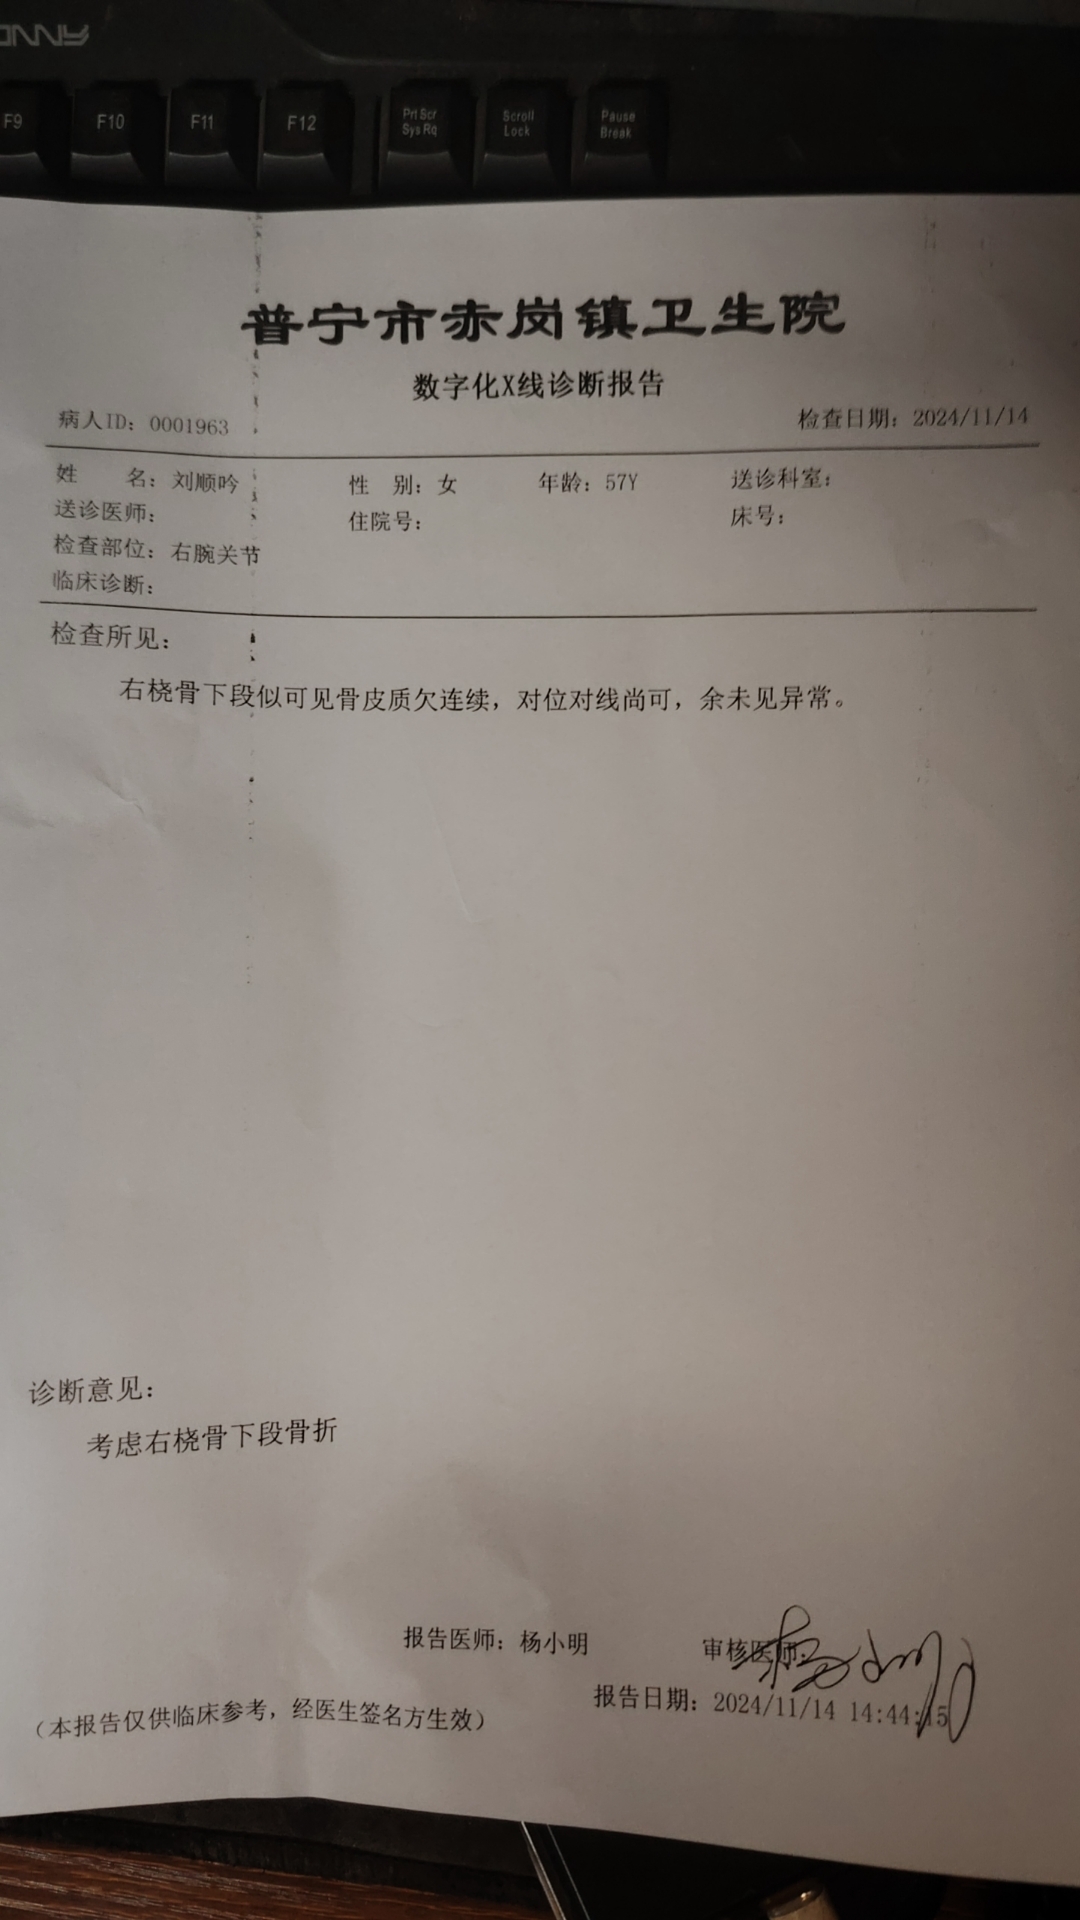 F9 F10 F11 F12 Prt Scr Sys Rq Scroll Lock Pause Break
普宁市赤岗镇卫生院
数字化X线诊断报告
病人ID：0001963 检查日期：2024/11/14
姓 名：刘顺吟 性 别：女 年龄：57Y 送诊科室：
送诊医师： 住院号： 床号：
检查部位：右腕关节
临床诊断：
检查所见：
右桡骨下段似可见骨皮质欠连续，对位对线尚可，余未见异常。
诊断意见：
考虑右桡骨下段骨折
报告医师：杨小明 审核医师：
报告日期：2024/11/14 14:44:15
（本报告仅供临床参考，经医生签名方生效）